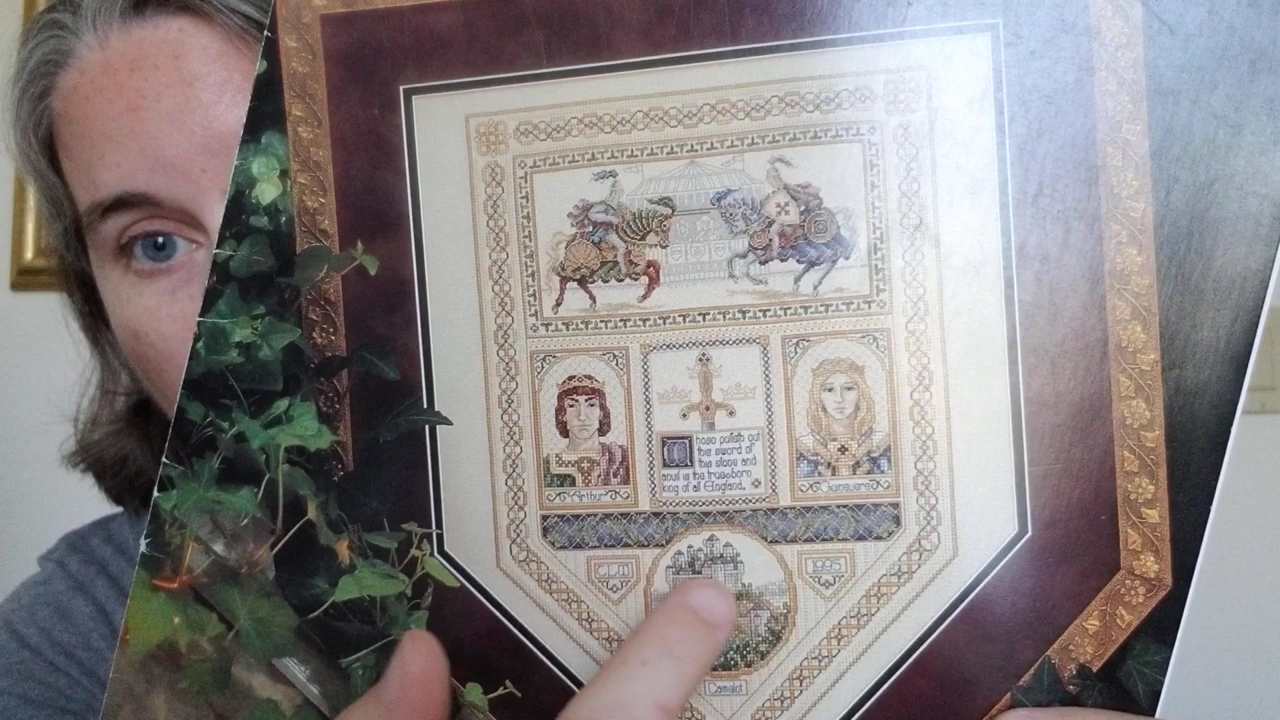 Whoso pulleth out
this sword of
this stone and
anvil is the trueborn
king of all England.
Arthur
Guinevere
CLM
1995
Camelot